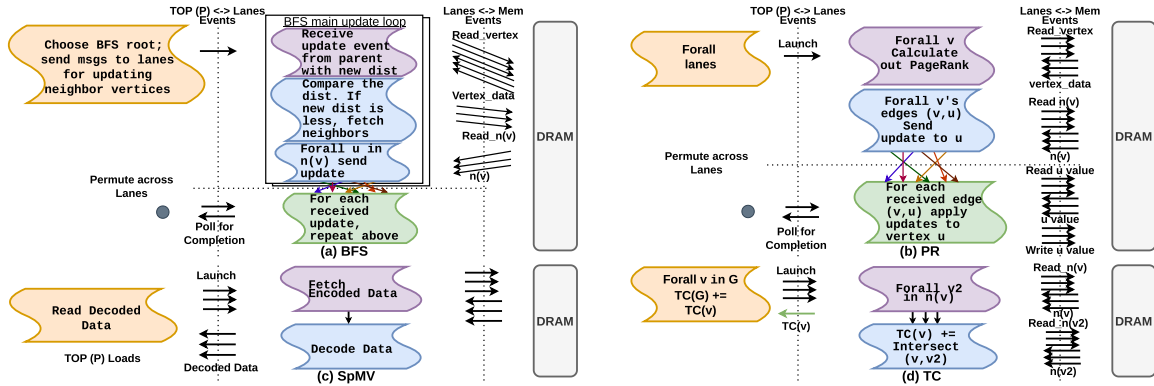 TOP (P) <-> Lanes
Events
BFS main update loop
Lanes <-> Mem
Events
Choose BFS root;
send msgs to lanes
for updating
neighbor vertices
Receive
update event
from parent
with new dist
Compare the
dist. If
new dist is
less, fetch
neighbors
Forall u in
n(v) send
update
Read_vertex
Vertex_data
Read_n(v)
n(v)
DRAM
Permute across
Lanes
Poll for
Completion
For each
received
update,
repeat above
(a) BFS
TOP (P) <-> Lanes
Events
Lanes <-> Mem
Events
Forall
lanes
Launch
Forall v
Calculate
out PageRank
Forall v's
edges (v,u)
Send
update to u
Read_vertex
vertex_data
Read n(v)
n(v)
DRAM
Permute across
Lanes
Poll for
Completion
For each
received edge
(v,u) apply
updates to
vertex u
Read u value
u value
Write u value
(b) PR
Read Decoded
Data
TOP (P) Loads
Launch
Decoded Data
Fetch
Encoded Data
Decode Data
DRAM
(c) SpMV
Forall v in G
TC(G) +=
TC(v)
Launch
TC(v)
Forall v2
in n(v)
TC(v) +=
Intersect
(v,v2)
Read_n(v)
n(v)
Read_n(v2)
n(v2)
DRAM
(d) TC